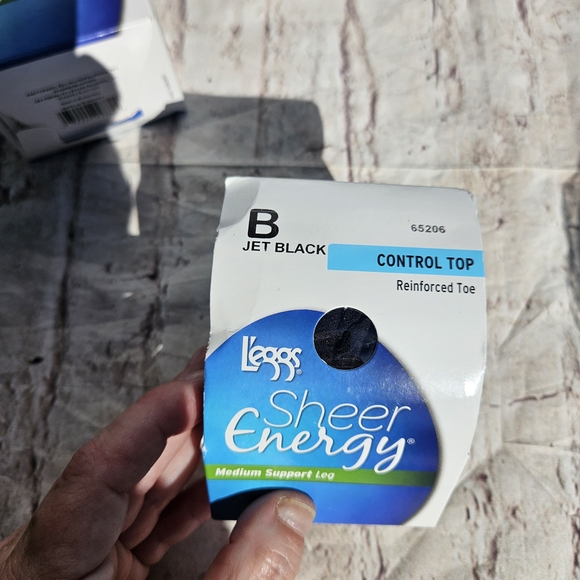 B
65206
JET BLACK
CONTROL TOP
Reinforced Toe
L'eggs®
Sheer
Energy®
Medium Support Leg